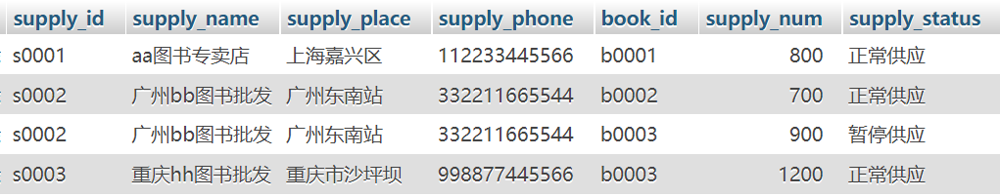 supply_id supply_name supply_place supply_phone book_id supply_num supply_status
s0001 aa图书专卖店 上海嘉兴区 112233445566 b0001 800 正常供应
s0002 广州bb图书批发 广州东南站 332211665544 b0002 700 正常供应
s0002 广州bb图书批发 广州东南站 332211665544 b0003 900 暂停供应
s0003 重庆hh图书批发 重庆市沙坪坝 998877445566 b0003 1200 正常供应